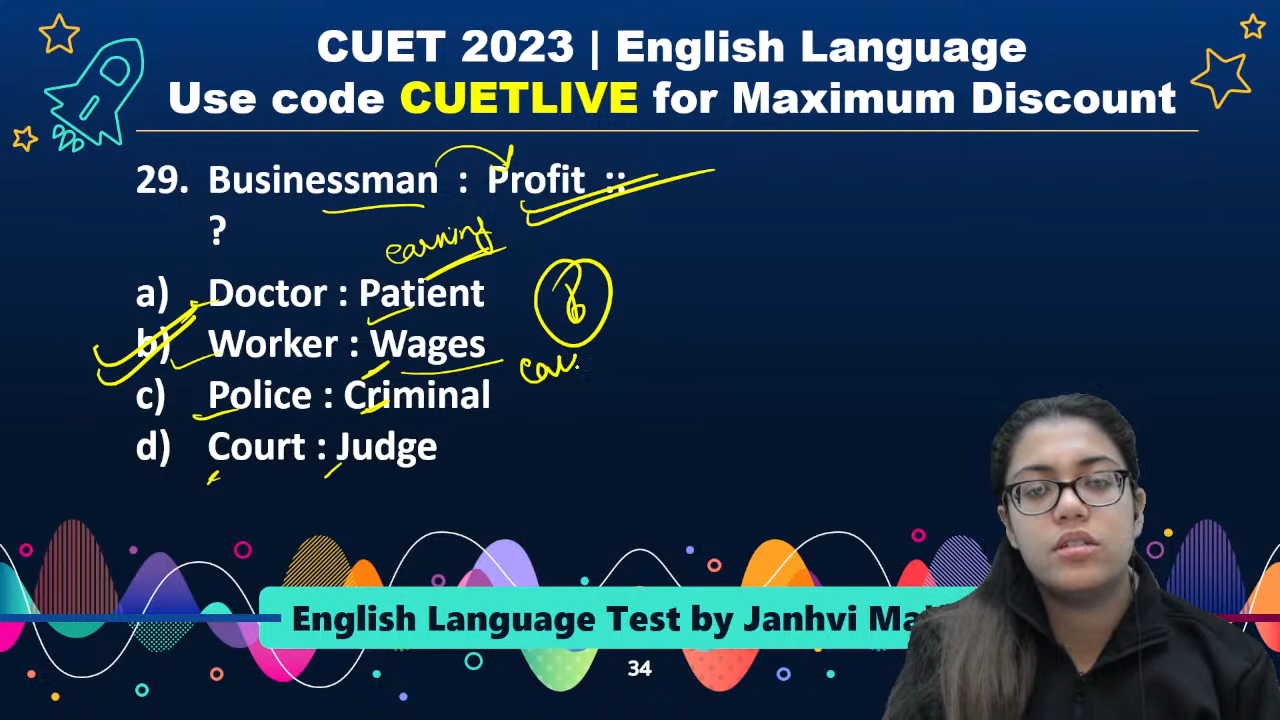 CUET 2023 | English Language
Use code CUETLIVE for Maximum Discount
29. Businessman : Profit ::
?
earning
a) Doctor : Patient
b) Worker : Wages
c) Police : Criminal
d) Court : Judge
English Language Test by Janhvi
34